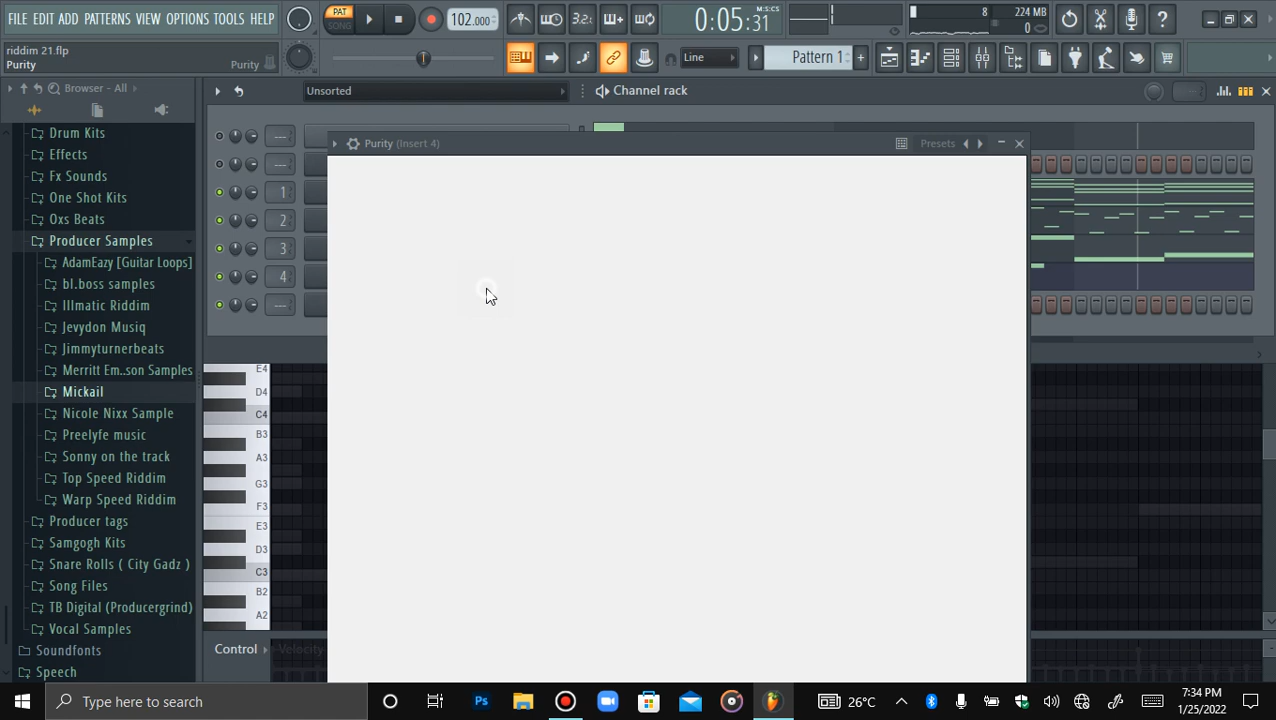 FILE EDIT ADD PATTERNS VIEW OPTIONS TOOLS HELP
PAT
SONG
102.000
3.2
0:05:31
M:S:CS
8
224 MB
0
riddim 21.flp
Purity
Purity
Line
Pattern 1
Browser - All
Unsorted
Channel rack
Drum Kits
Effects
Fx Sounds
One Shot Kits
Oxs Beats
Producer Samples
AdamEazy [Guitar Loops]
bl.boss samples
Illmatic Riddim
Jevydon Musiq
Jimmyturnerbeats
Merritt Em..son Samples
Mickail
Nicole Nixx Sample
Preelyfe music
Sonny on the track
Top Speed Riddim
Warp Speed Riddim
Producer tags
Samgogh Kits
Snare Rolls ( City Gadz )
Song Files
TB Digital (Producergrind)
Vocal Samples
Soundfonts
Speech
---
---
1
2
3
4
---
Purity (Insert 4)
Presets
E4
D4
C4
B3
A3
G3
F3
E3
D3
C3
B2
A2
Control
Velocity
Type here to search
Ps
26°C
7:34 PM
1/25/2022